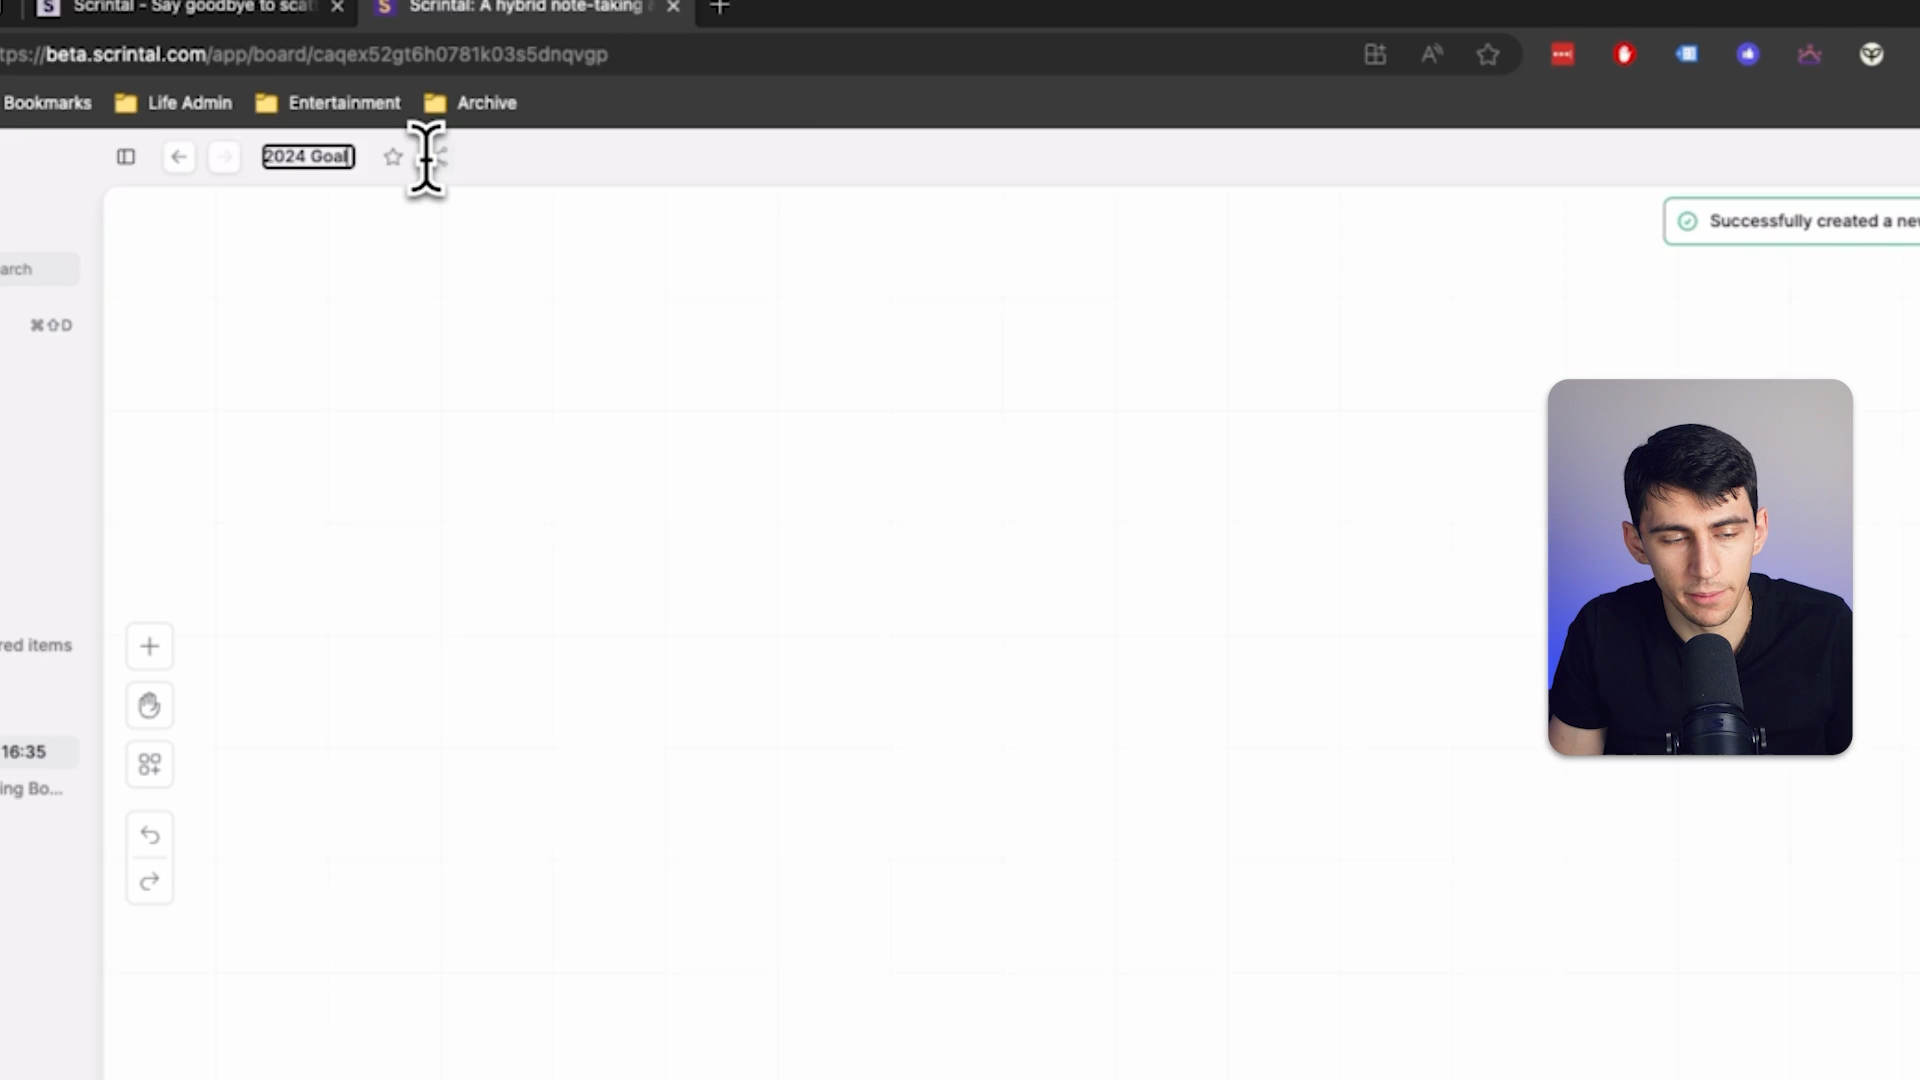 Scrintal - Say goodbye to scat
Scrintal: A hybrid note-taking a
tps://beta.scrintal.com/app/board/caqex52gt6h0781k03s5dnqvgp
Bookmarks Life Admin Entertainment Archive
2024 Goal
Successfully created a new
arch
⌘⇧D
red items
16:35
ing Bo...